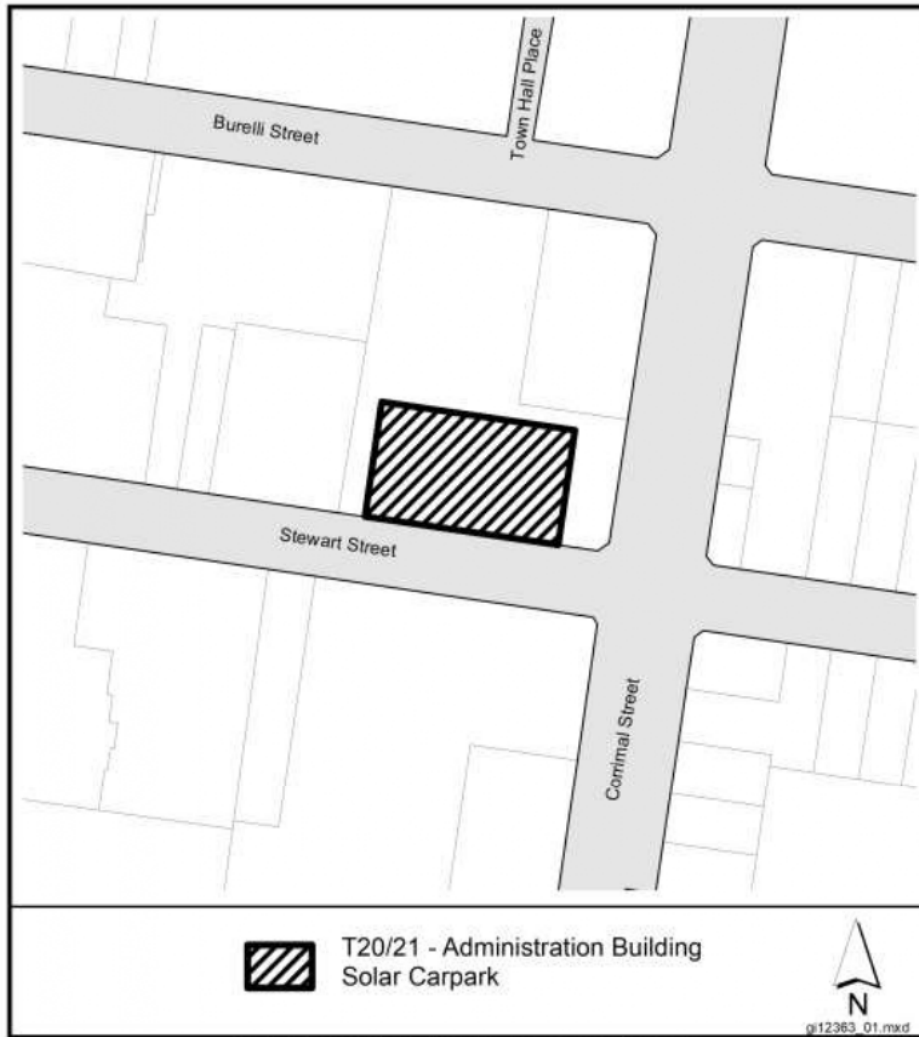 Town Hall Place
Burelli Street
Stewart Street
Corrimal Street
T20/21 - Administration Building
Solar Carpark
N
gi12363_01.mxd